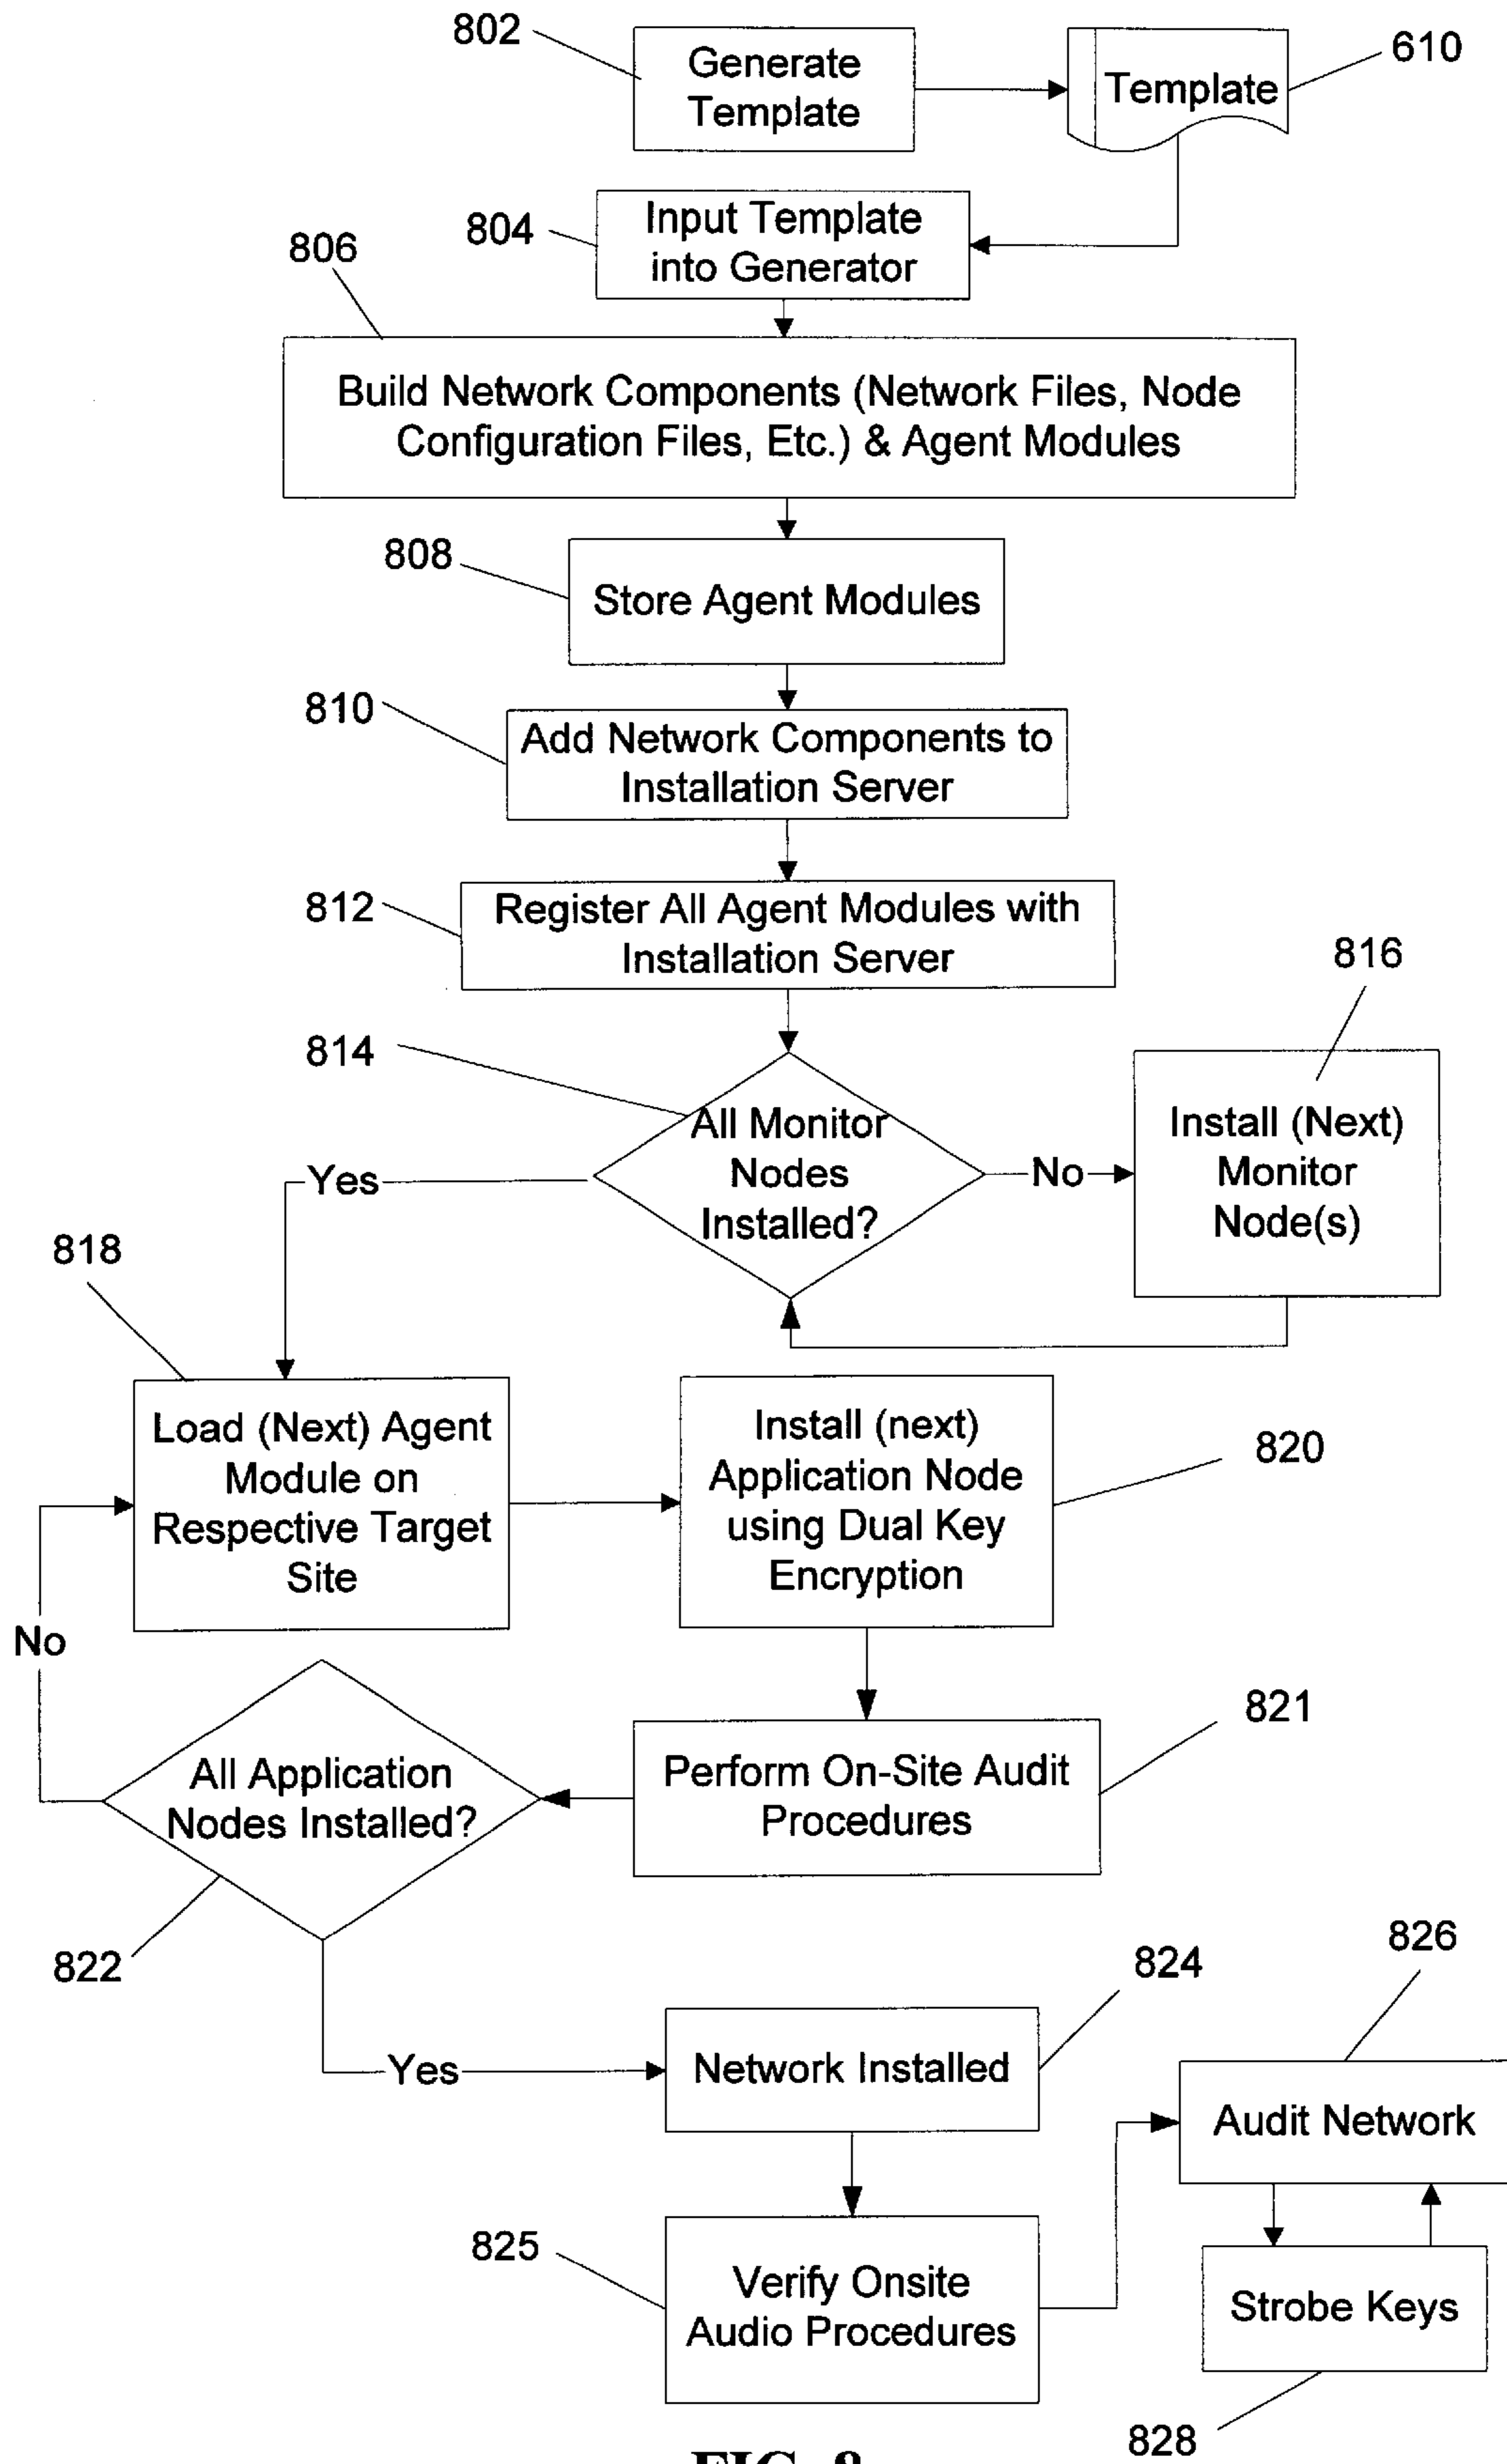 802
Generate
Template
Template
610
804
Input Template
into Generator
806
Build Network Components (Network Files, Node
Configuration Files, Etc.) & Agent Modules
808
Store Agent Modules
810
Add Network Components to
Installation Server
812
Register All Agent Modules with
Installation Server
816
814
All Monitor
Nodes
Installed?
No
Install (Next)
Monitor
Node(s)
Yes
818
Load (Next) Agent
Module on
Respective Target
Site
Install (next)
Application Node
using Dual Key
Encryption
820
No
821
All Application
Nodes Installed?
Perform On-Site Audit
Procedures
822
824
826
Yes
Network Installed
Audit Network
825
Verify Onsite
Audio Procedures
Strobe Keys
828
FIG. 8